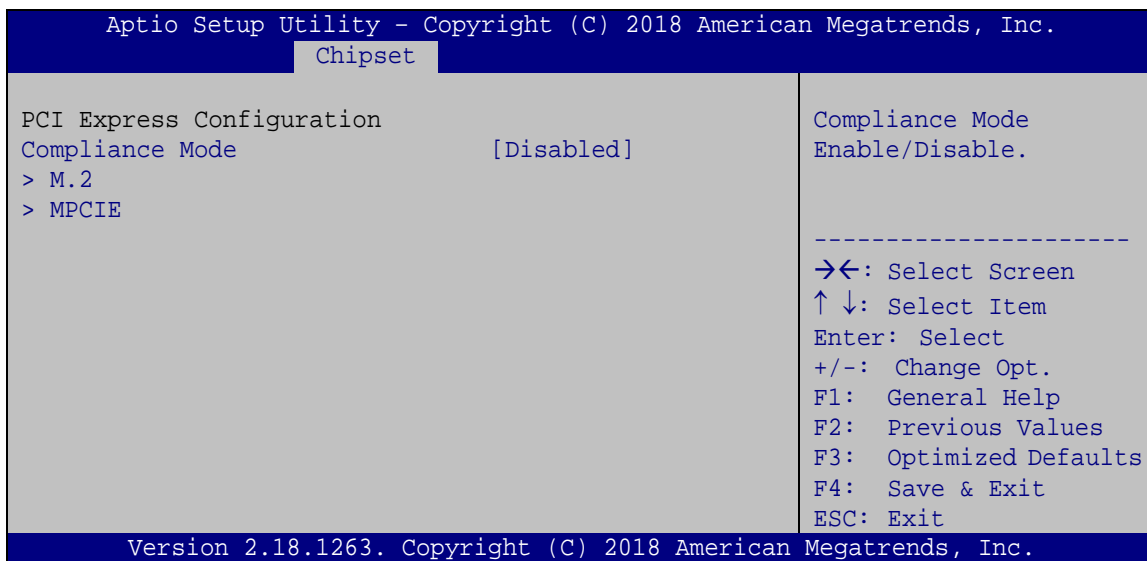 Aptio Setup Utility – Copyright (C) 2018 American Megatrends, Inc.
Chipset
PCI Express Configuration
Compliance Mode [Disabled]
> M.2
> MPCIE
Compliance Mode
Enable/Disable.
----------------------
→←: Select Screen
↑ ↓: Select Item
Enter: Select
+/-: Change Opt.
F1: General Help
F2: Previous Values
F3: Optimized Defaults
F4: Save & Exit
ESC: Exit
Version 2.18.1263. Copyright (C) 2018 American Megatrends, Inc.